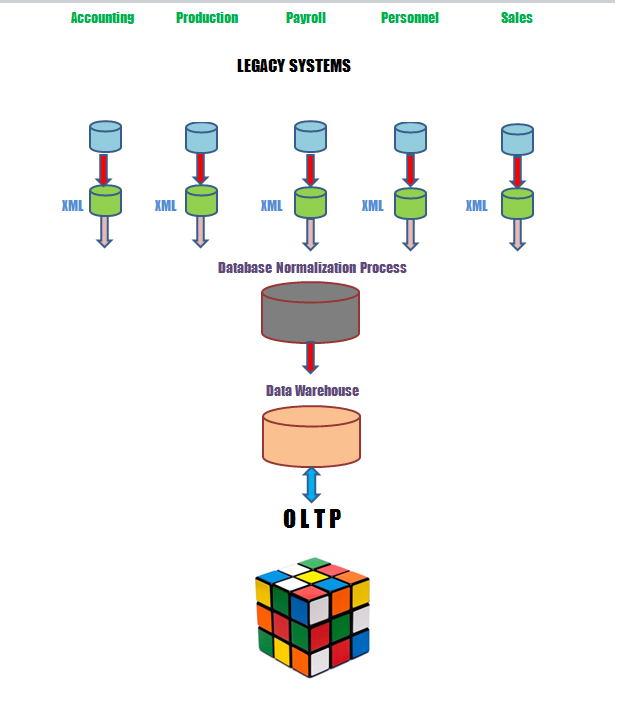 Accounting Production Payroll Personnel Sales
LEGACY SYSTEMS
XML XML XML XML XML
Database Normalization Process
Data Warehouse
OLTP